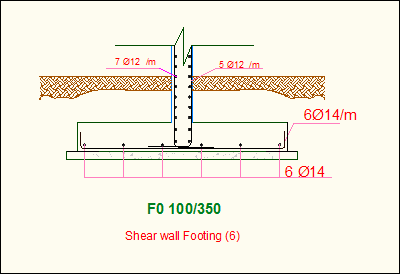 7 Ø12 /m
5 Ø12 /m
6Ø14/m
6 Ø14
F0 100/350
Shear wall Footing (6)